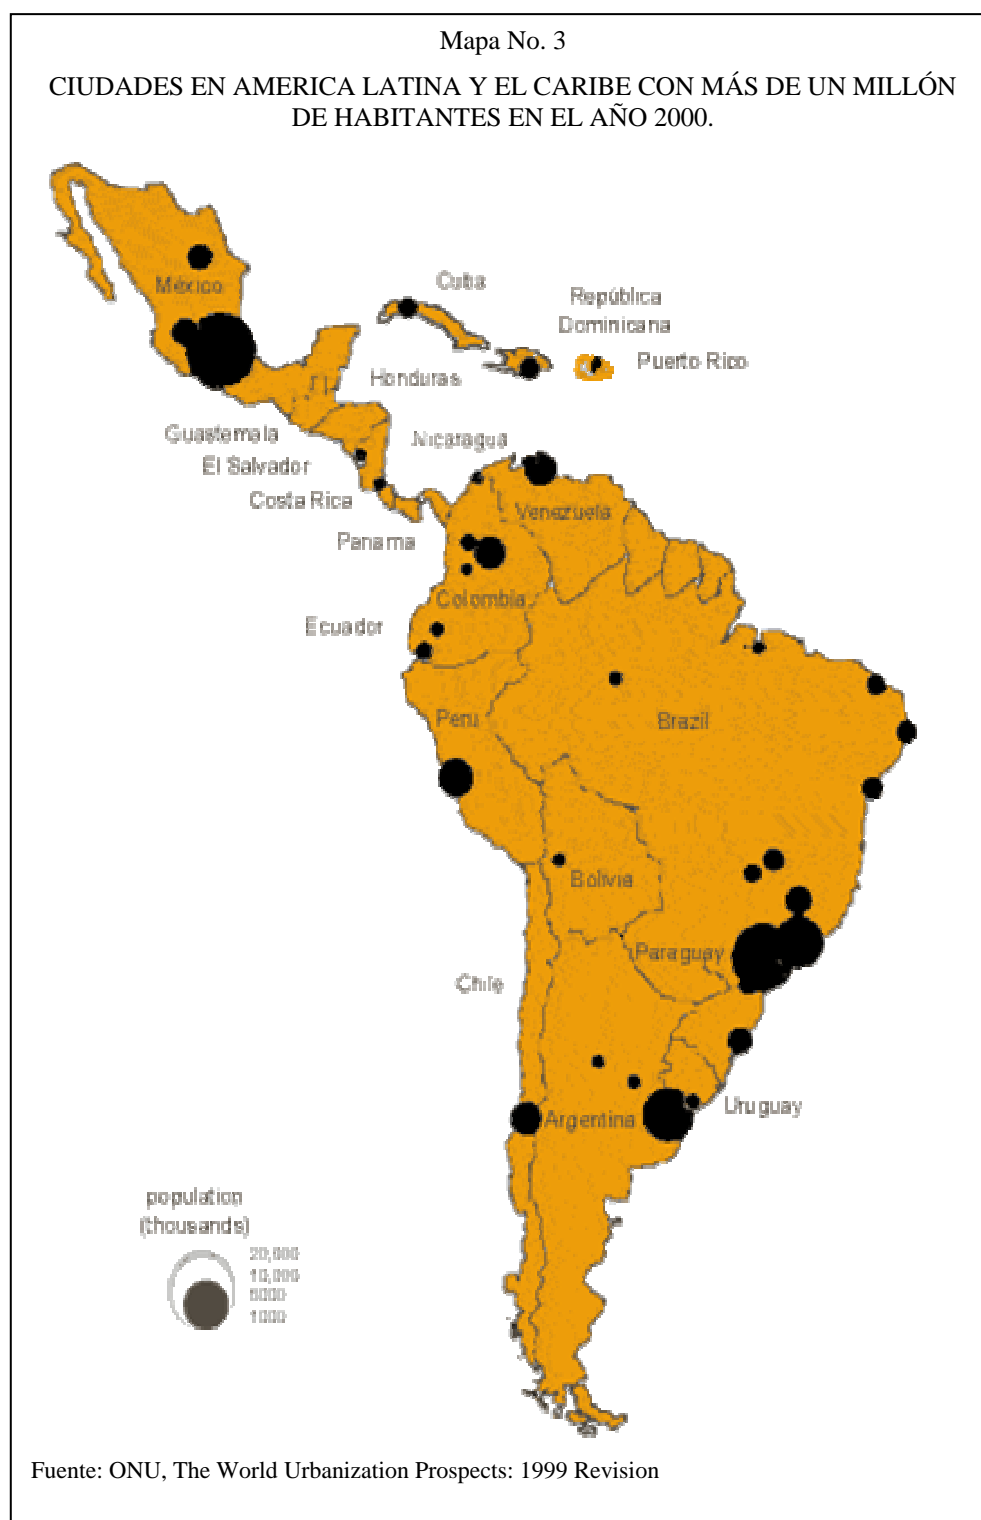 Mapa No. 3
CIUDADES EN AMERICA LATINA Y EL CARIBE CON MÁS DE UN MILLÓN
DE HABITANTES EN EL AÑO 2000.
México
Cuba
República
Dominicana
Puerto Rico
Honduras
Guatemala
Nicaragua
El Salvador
Costa Rica
Venezuela
Panama
Colombia
Ecuador
Peru
Brazil
Bolivia
Paraguay
Chile
Uruguay
Argentina
population
(thousands)
20,000
10,000
5000
1000
Fuente: ONU, The World Urbanization Prospects: 1999 Revision